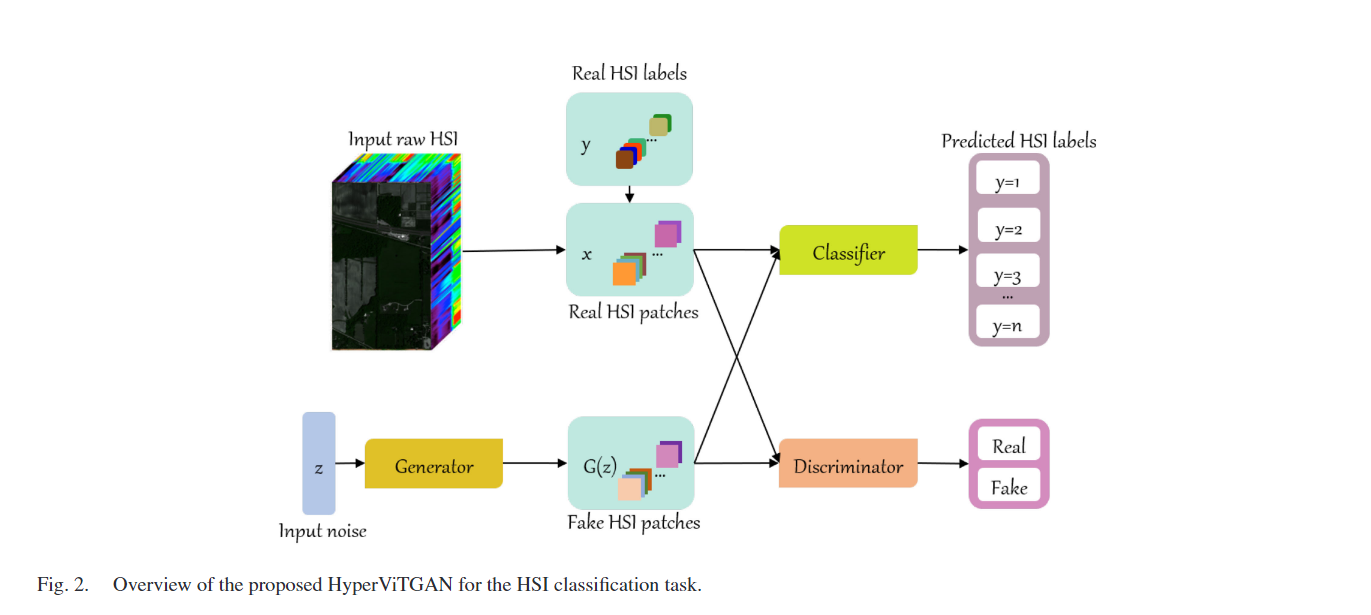 Real HSI labels
y
Input raw HSI
x
...
Real HSI patches
Classifier
Predicted HSI labels
y=1
y=2
y=3
...
y=n
z
Input noise
Generator
G(z)
...
Fake HSI patches
Discriminator
Real
Fake
Fig. 2. Overview of the proposed HyperViTGAN for the HSI classification task.